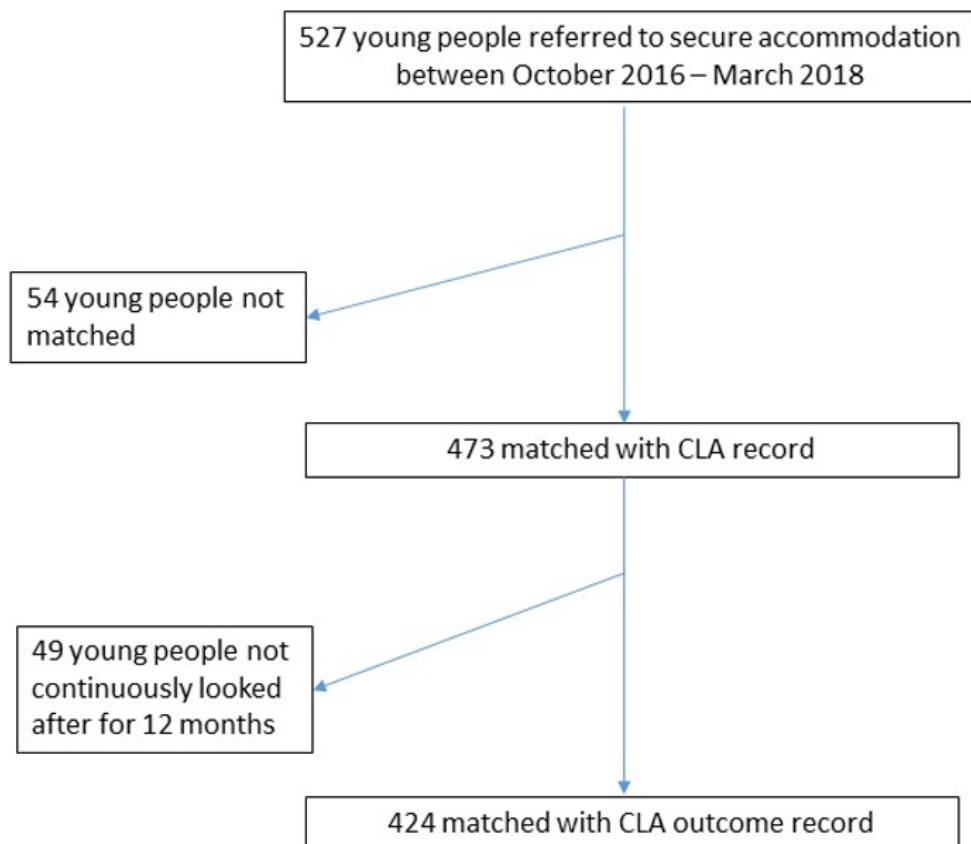 527 young people referred to secure accommodation
between October 2016 – March 2018
54 young people not
matched
473 matched with CLA record
49 young people not
continuously looked
after for 12 months
424 matched with CLA outcome record